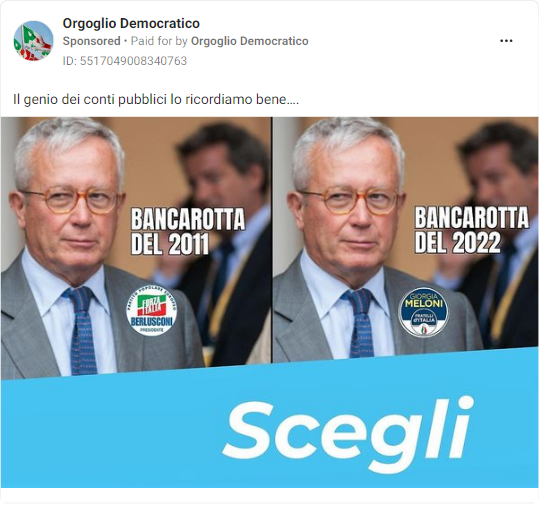 Orgoglio Democratico
Sponsored • Paid for by Orgoglio Democratico
ID: 5517049008340763
Il genio dei conti pubblici lo ricordiamo bene....
BANCAROTTA
DEL 2011
FORZA
ITALIA
BERLUSCONI
PRESIDENTE
BANCAROTTA
DEL 2022
GIORGIA
MELONI
FRATELLI
D'ITALIA
Scegli